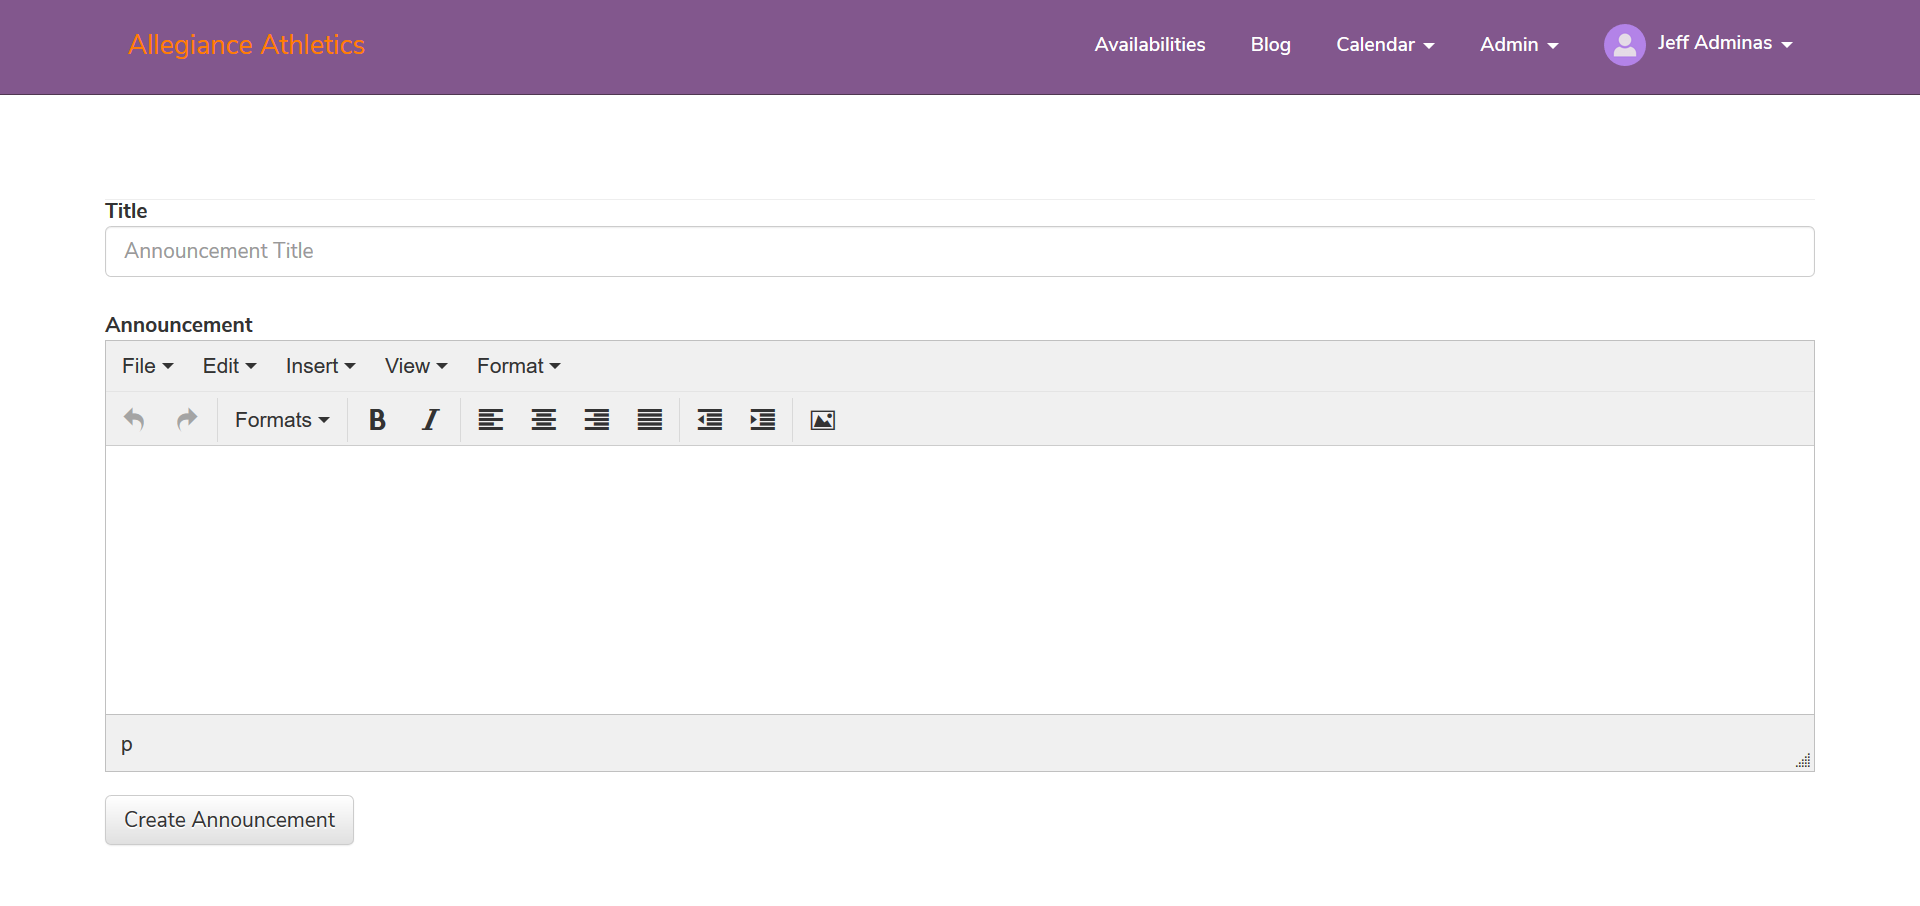 Allegiance Athletics
Availabilities Blog Calendar Admin Jeff Adminas
Title
Announcement Title
Announcement
File Edit Insert View Format
Formats B I
p
Create Announcement